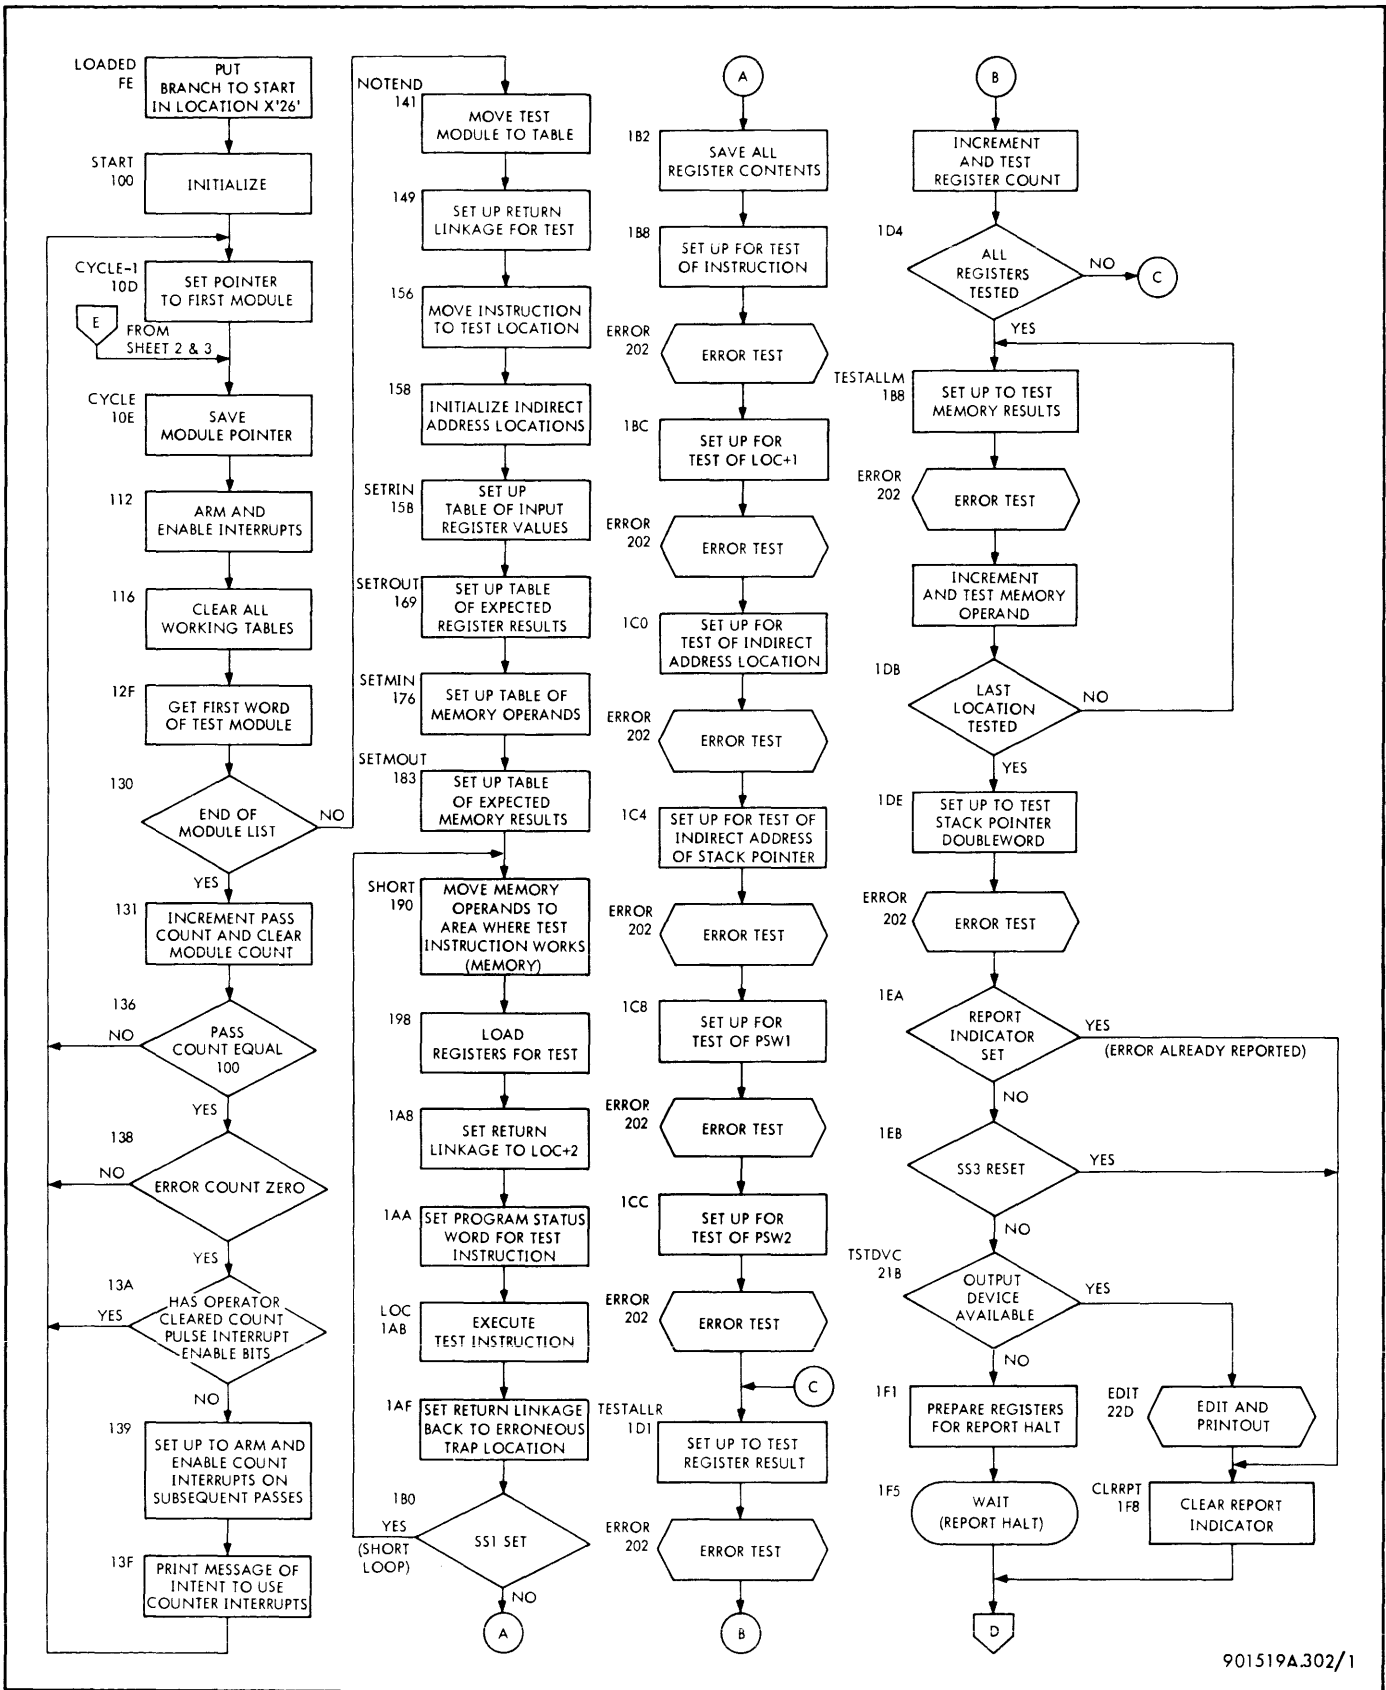 LOADED
FE
PUT
BRANCH TO START
IN LOCATION X'26'
START
100
INITIALIZE
CYCLE-1
10D
SET POINTER
TO FIRST MODULE
E
FROM
SHEET 2 & 3
CYCLE
10E
SAVE
MODULE POINTER
112
ARM AND
ENABLE INTERRUPTS
116
CLEAR ALL
WORKING TABLES
12F
GET FIRST WORD
OF TEST MODULE
130
END OF
MODULE LIST
NO
YES
131
INCREMENT PASS
COUNT AND CLEAR
MODULE COUNT
136
NO
PASS
COUNT EQUAL
100
YES
138
NO
ERROR COUNT ZERO
YES
13A
YES
HAS OPERATOR
CLEARED COUNT
PULSE INTERRUPT
ENABLE BITS
NO
139
SET UP TO ARM AND
ENABLE COUNT
INTERRUPTS ON
SUBSEQUENT PASSES
13F
PRINT MESSAGE OF
INTENT TO USE
COUNTER INTERRUPTS
NOTEND
141
MOVE TEST
MODULE TO TABLE
149
SET UP RETURN
LINKAGE FOR TEST
156
MOVE INSTRUCTION
TO TEST LOCATION
158
INITIALIZE INDIRECT
ADDRESS LOCATIONS
SETRIN
15B
SET UP
TABLE OF INPUT
REGISTER VALUES
SETROUT
169
SET UP TABLE
OF EXPECTED
REGISTER RESULTS
SETMIN
176
SET UP TABLE OF
MEMORY OPERANDS
SETMOUT
183
SET UP TABLE
OF EXPECTED
MEMORY RESULTS
SHORT
190
MOVE MEMORY
OPERANDS TO
AREA WHERE TEST
INSTRUCTION WORKS
(MEMORY)
198
LOAD
REGISTERS FOR TEST
1A8
SET RETURN
LINKAGE TO LOC+2
1AA
SET PROGRAM STATUS
WORD FOR TEST
INSTRUCTION
LOC
1AB
EXECUTE
TEST INSTRUCTION
1AF
SET RETURN LINKAGE
BACK TO ERRONEOUS
TRAP LOCATION
1B0
YES
(SHORT
LOOP)
SS1 SET
NO
A
A
1B2
SAVE ALL
REGISTER CONTENTS
1B8
SET UP FOR TEST
OF INSTRUCTION
ERROR
202
ERROR TEST
1BC
SET UP FOR
TEST OF LOC+1
ERROR
202
ERROR TEST
1C0
SET UP FOR
TEST OF INDIRECT
ADDRESS LOCATION
ERROR
202
ERROR TEST
1C4
SET UP FOR TEST OF
INDIRECT ADDRESS
OF STACK POINTER
ERROR
202
ERROR TEST
1C8
SET UP FOR
TEST OF PSW1
ERROR
202
ERROR TEST
1CC
SET UP FOR
TEST OF PSW2
ERROR
202
ERROR TEST
C
TESTALLR
1D1
SET UP TO TEST
REGISTER RESULT
ERROR
202
ERROR TEST
B
B
INCREMENT
AND TEST
REGISTER COUNT
1D4
ALL
REGISTERS
TESTED
NO
C
YES
TESTALLM
1B8
SET UP TO TEST
MEMORY RESULTS
ERROR
202
ERROR TEST
INCREMENT
AND TEST MEMORY
OPERAND
1DB
LAST
LOCATION
TESTED
NO
YES
1DE
SET UP TO TEST
STACK POINTER
DOUBLEWORD
ERROR
202
ERROR TEST
1EA
REPORT
INDICATOR
SET
YES
(ERROR ALREADY REPORTED)
NO
1EB
SS3 RESET
YES
NO
TSTDVC
21B
OUTPUT
DEVICE
AVAILABLE
YES
NO
1F1
PREPARE REGISTERS
FOR REPORT HALT
EDIT
22D
EDIT AND
PRINTOUT
1F5
WAIT
(REPORT HALT)
CLRRPT
1F8
CLEAR REPORT
INDICATOR
D
901519A.302/1